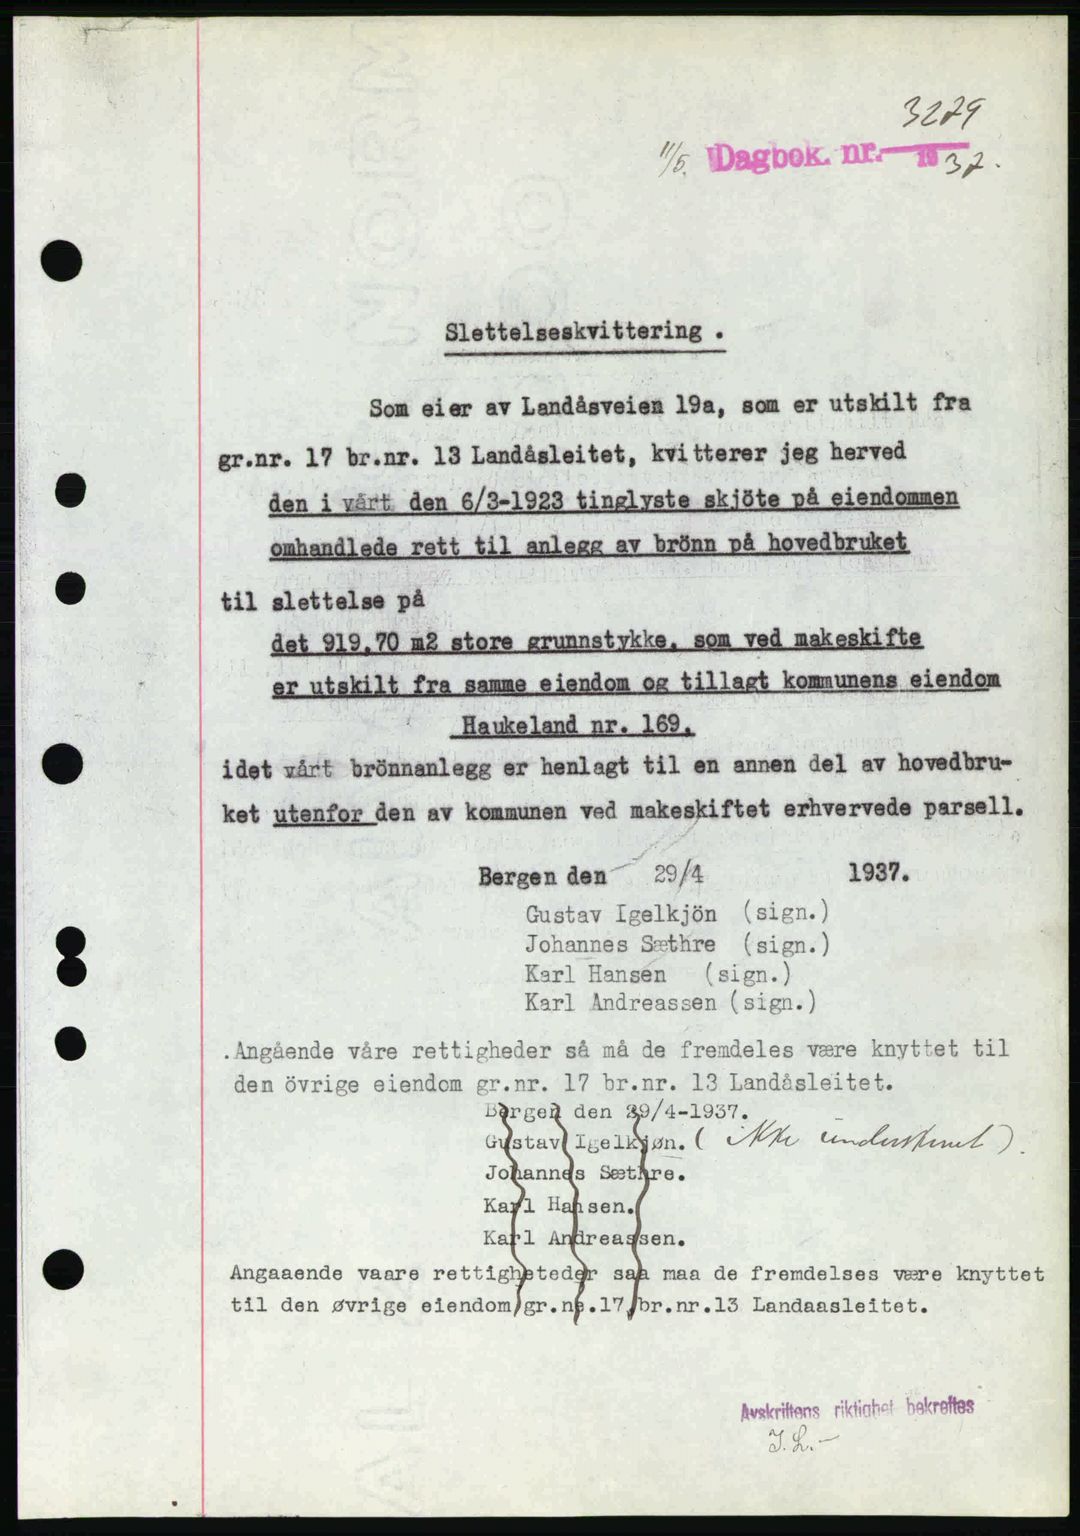 3279
11/5. Dagbok. nr. 1937.
Slettelseskvittering .
Som eier av Landåsveien 19a, som er utskilt fra
gr.nr. 17 br.nr. 13 Landåsleitet, kvitterer jeg herved
den i vårt den 6/3-1923 tinglyste skjöte på eiendommen
omhandlede rett til anlegg av brönn på hovedbruket
til slettelse på
det 919,70 m2 store grunnstykke, som ved makeskifte
er utskilt fra samme eiendom og tillagt kommunens eiendom
Haukeland nr. 169,
idet vårt brönnanlegg er henlagt til en annen del av hovedbru-
ket utenfor den av kommunen ved makeskiftet erhvervede parsell.
Bergen den 29/4 1937.
Gustav Igelkjön (sign.)
Johannes Sæthre (sign.)
Karl Hansen (sign.)
Karl Andreassen (sign.)
.Angående våre rettigheder så må de fremdeles være knyttet til
den övrige eiendom gr.nr. 17 br.nr. 13 Landåsleitet.
Bergen den 29/4-1937.
Gustav Igelkjøn. ( ikke underskrevet )
Johannes Sæthre.
Karl Hansen.
Karl Andreassen.
Angaaende vaare rettigheteder saa maa de fremdelses være knyttet
til den øvrige eiendom gr.nr.17, br.nr.13 Landaasleitet.
Avskriftens riktighet bekreftes
J. L.-